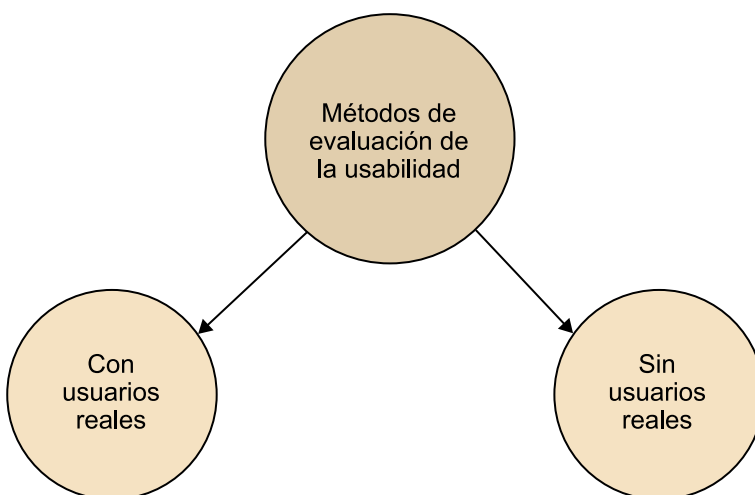 Métodos de
evaluación de
la usabilidad
Con
usuarios
reales
Sin
usuarios
reales